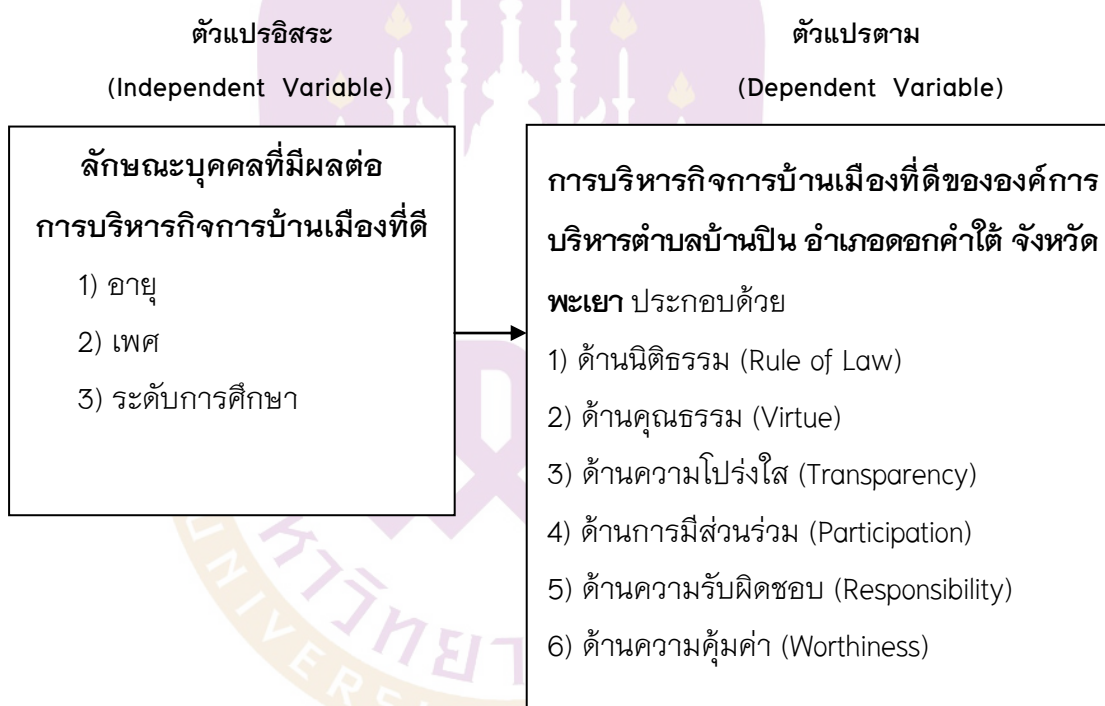 ตัวแปรอิสระ
(Independent Variable)
ลักษณะบุคคลที่มีผลต่อ
การบริหารกิจการบ้านเมืองที่ดี
1) อายุ
2) เพศ
3) ระดับการศึกษา
ตัวแปรตาม
(Dependent Variable)
การบริหารกิจการบ้านเมืองที่ดีขององค์การ
บริหารตำบลบ้านปิน อำเภอดอกคำใต้ จังหวัด
พะเยา ประกอบด้วย
1) ด้านนิติธรรม (Rule of Law)
2) ด้านคุณธรรม (Virtue)
3) ด้านความโปร่งใส (Transparency)
4) ด้านการมีส่วนร่วม (Participation)
5) ด้านความรับผิดชอบ (Responsibility)
6) ด้านความคุ้มค่า (Worthiness)